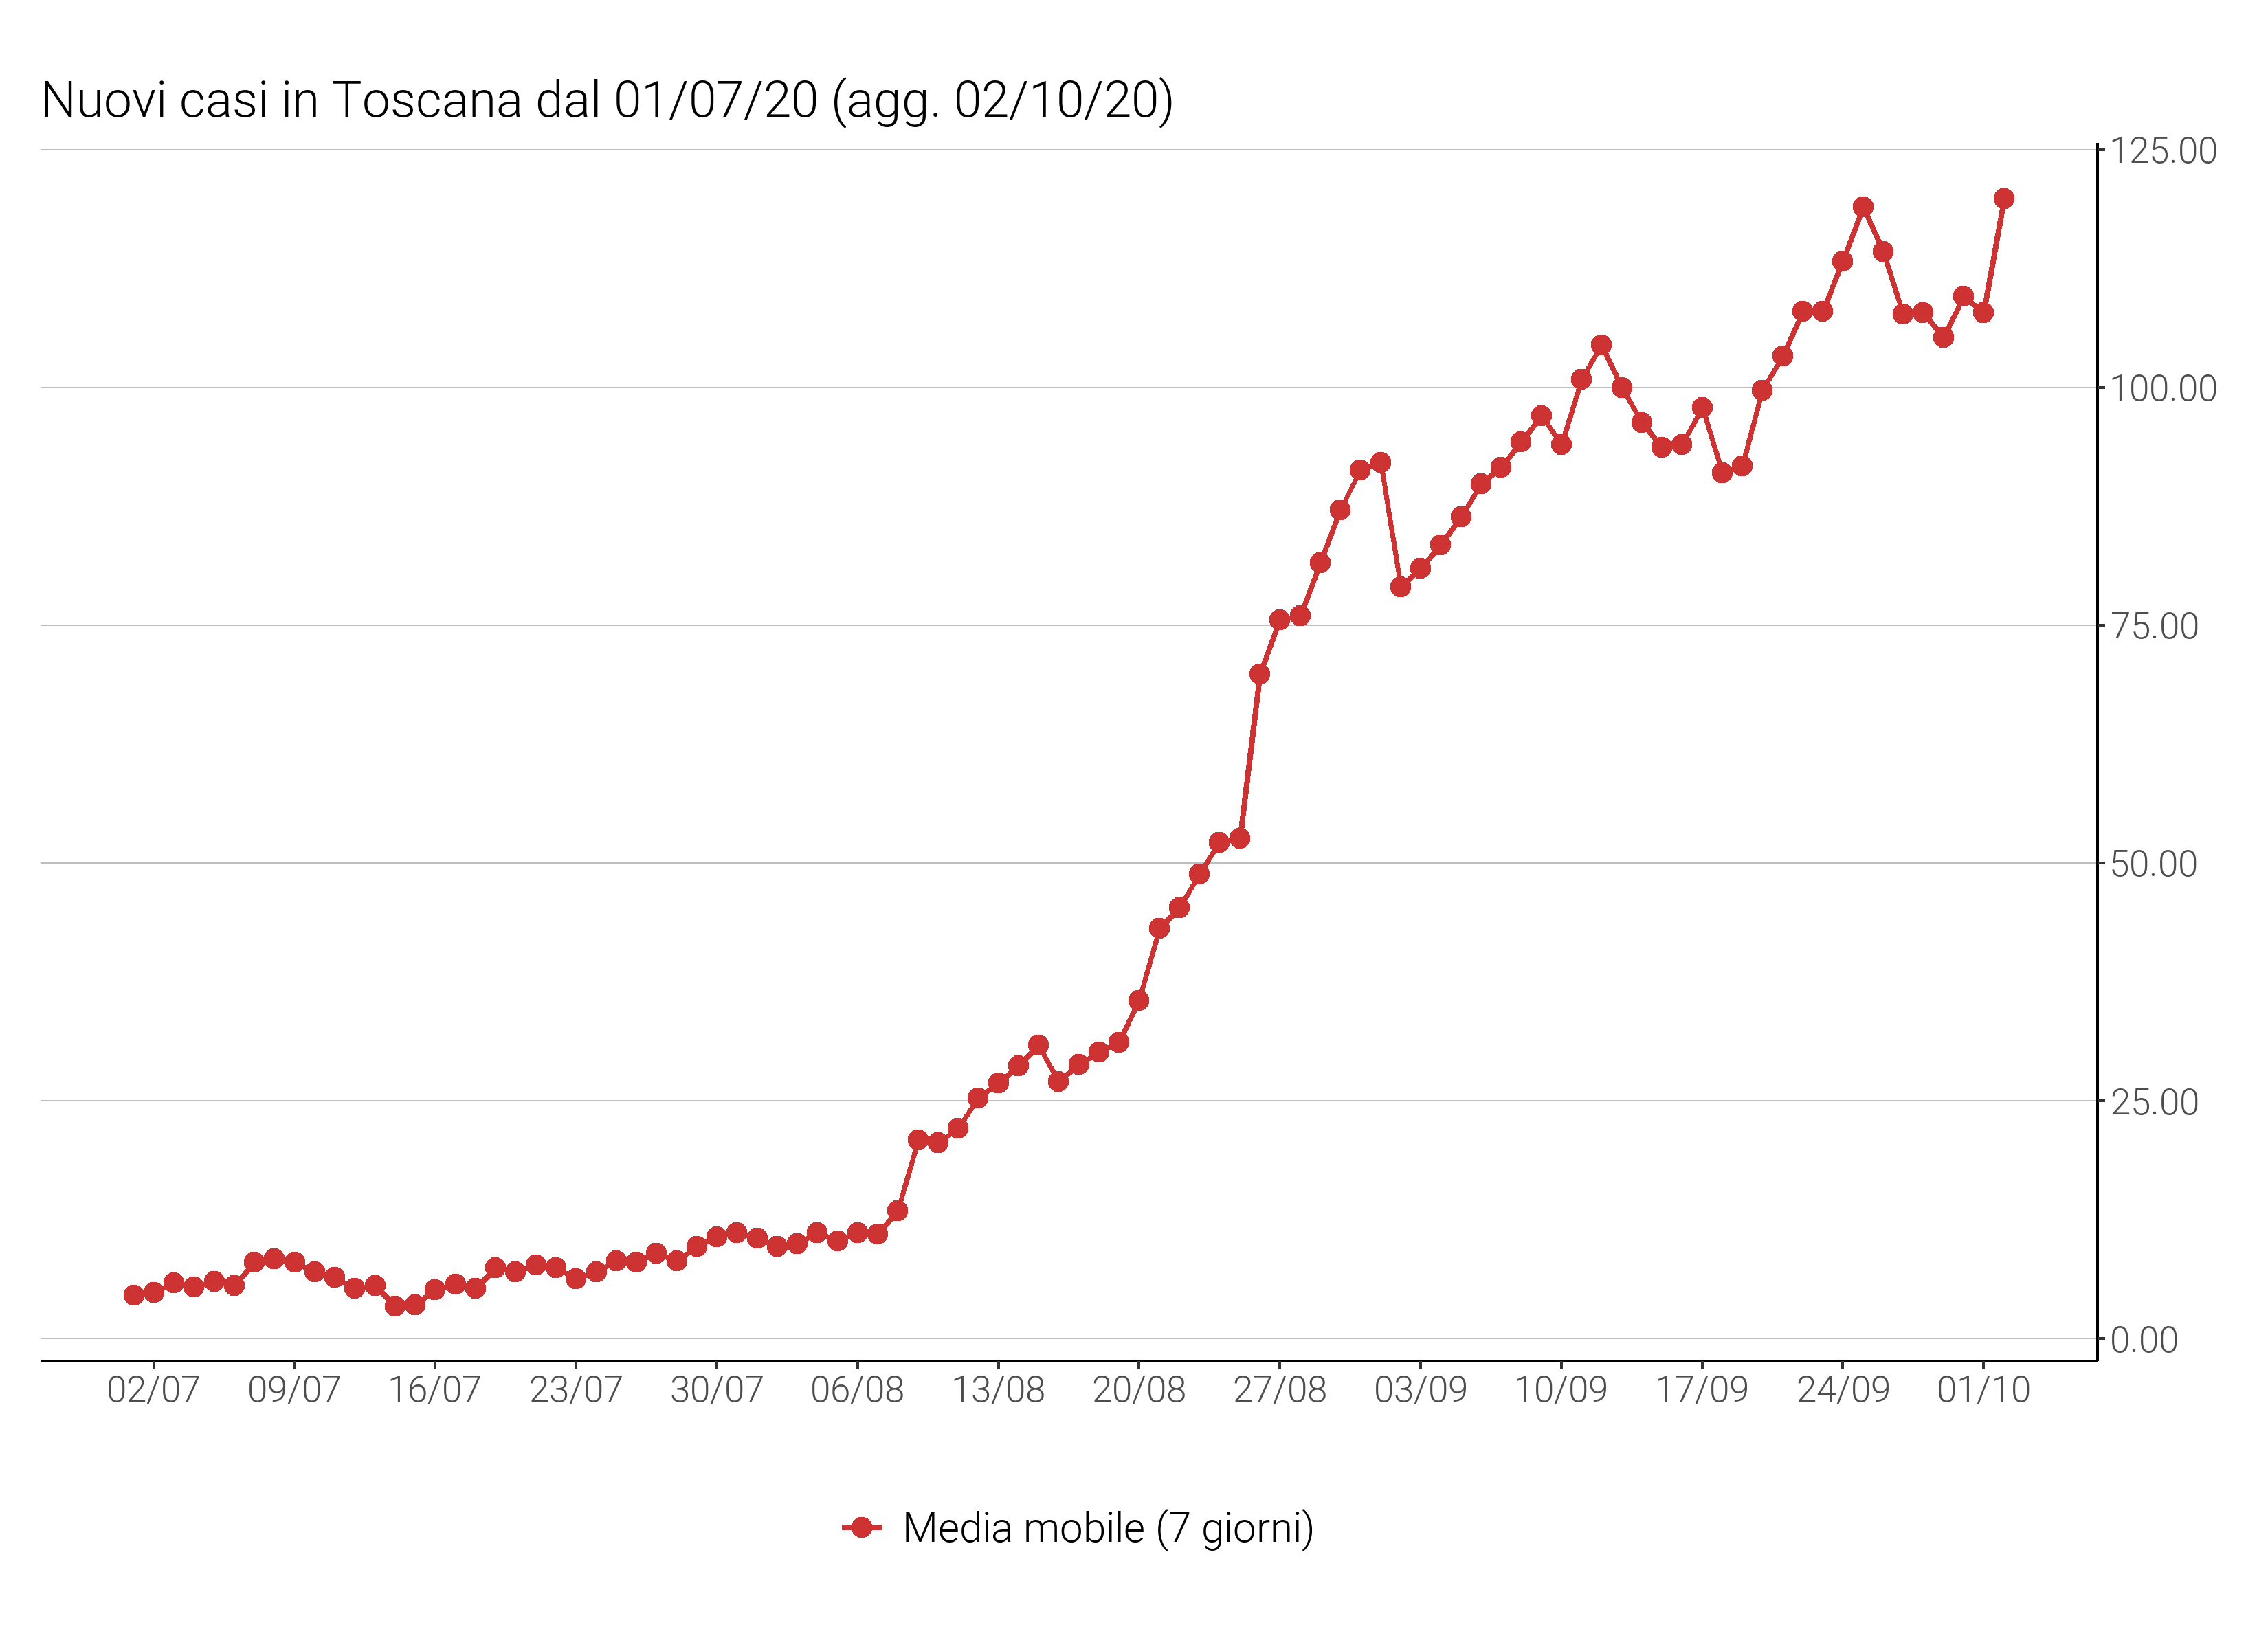 Nuovi casi in Toscana dal 01/07/20 (agg. 02/10/20)
125.00
100.00
75.00
50.00
25.00
0.00
02/07 09/07 16/07 23/07 30/07 06/08 13/08 20/08 27/08 03/09 10/09 17/09 24/09 01/10
Media mobile (7 giorni)